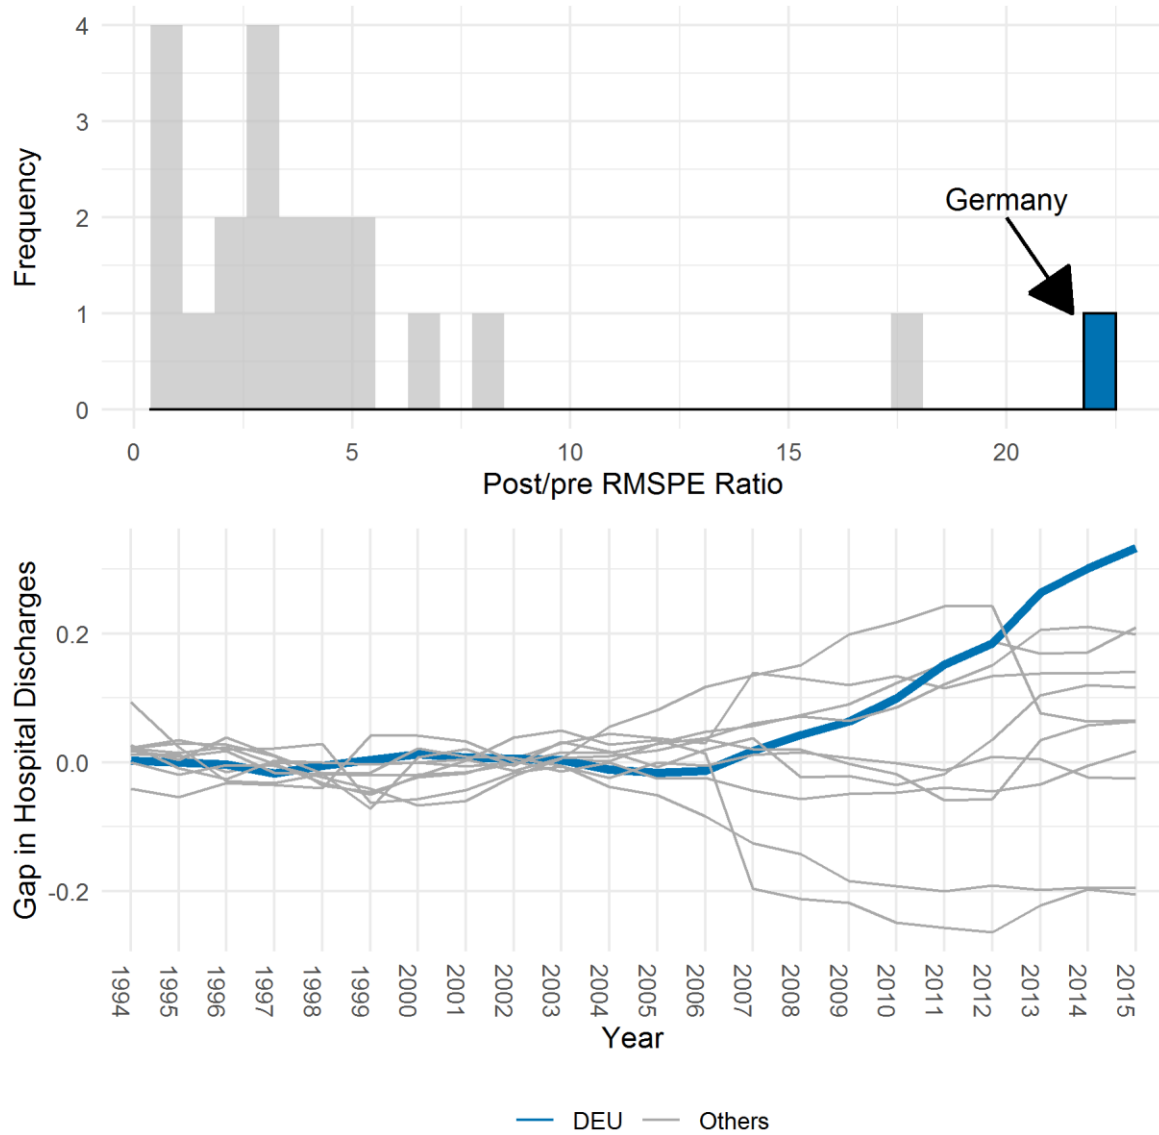 4
3
2
1
0
Frequency
Germany
0 5 10 15 20
Post/pre RMSPE Ratio
0.2
0.0
-0.2
Gap in Hospital Discharges
1994 1995 1996 1997 1998 1999 2000 2001 2002 2003 2004 2005 2006 2007 2008 2009 2010 2011 2012 2013 2014 2015
Year
DEU Others